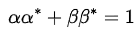 αα* + ββ* = 1